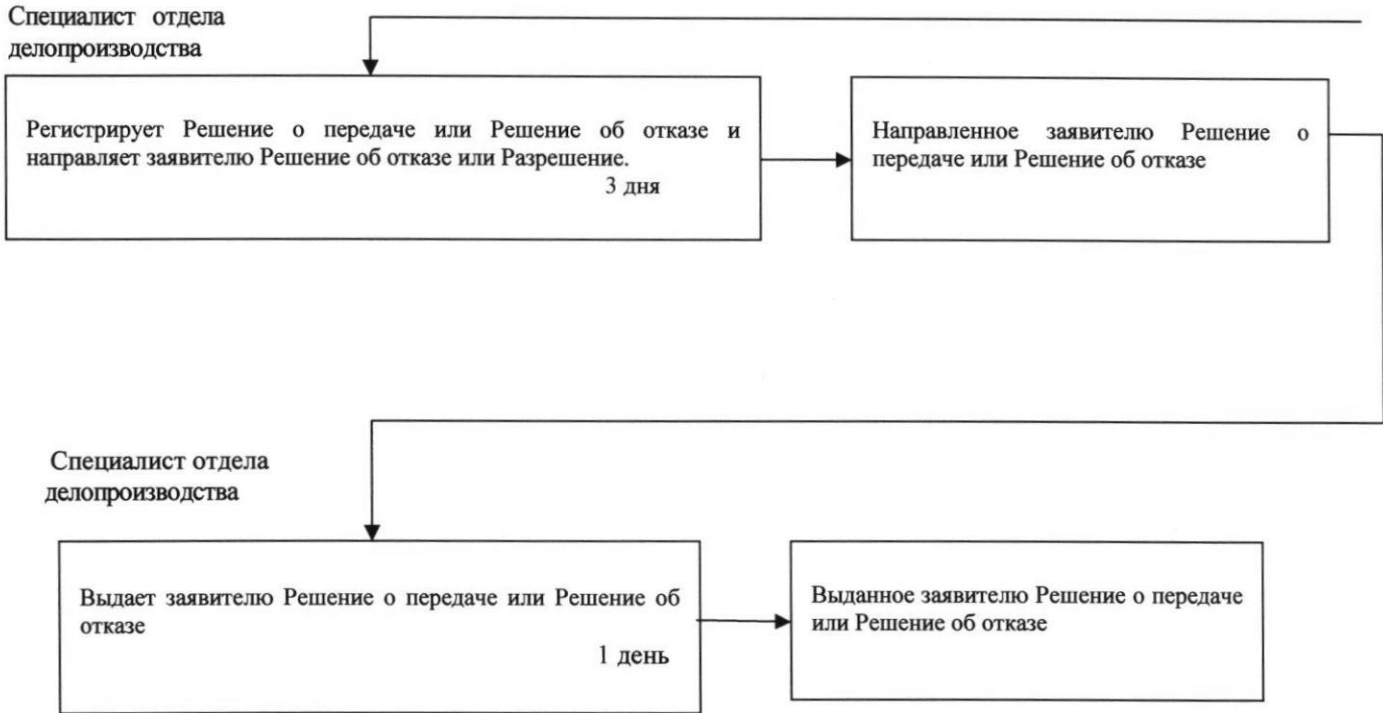 Специалист отдела
делопроизводства
Регистрирует Решение о передаче или Решение об отказе и
направляет заявителю Решение об отказе или Разрешение.
3 дня
Направленное заявителю Решение о
передаче или Решение об отказе
Специалист отдела
делопроизводства
Выдает заявителю Решение о передаче или Решение об
отказе
1 день
Выданное заявителю Решение о передаче
или Решение об отказе